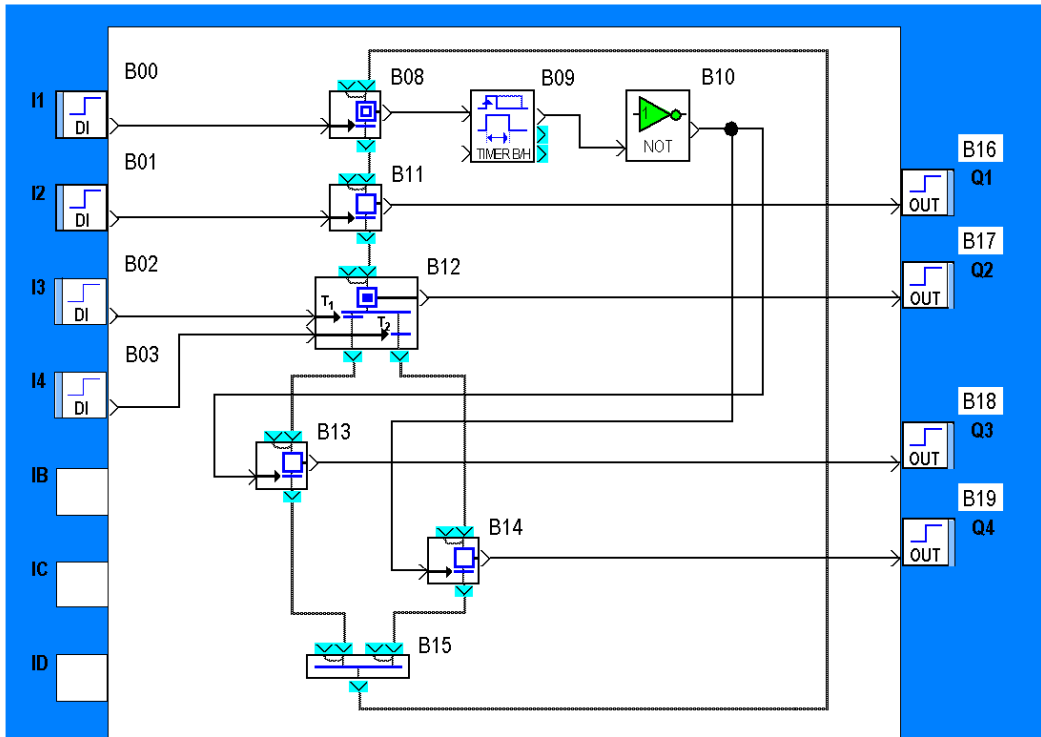 B00
I1
DI
B08
B09
TIMER B/H
B10
1
NOT
B01
I2
DI
B11
B16
Q1
OUT
B02
I3
DI
B12
T1
T2
B17
Q2
OUT
B03
I4
DI
B13
B18
Q3
OUT
IB
B14
B19
Q4
OUT
IC
B15
ID